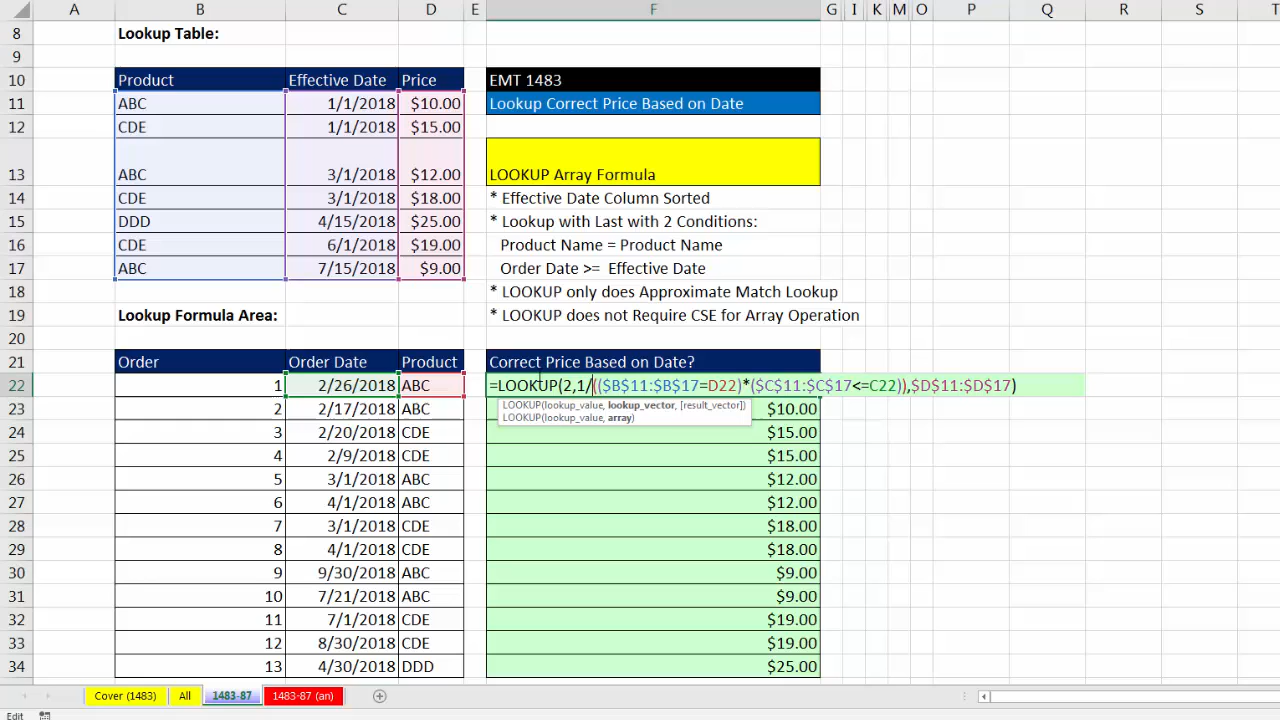 A B C D E F G I K M O P Q R S T
8 Lookup Table:
9
10 Product Effective Date Price EMT 1483
11 ABC 1/1/2018 $10.00 Lookup Correct Price Based on Date
12 CDE 1/1/2018 $15.00
13 ABC 3/1/2018 $12.00 LOOKUP Array Formula
14 CDE 3/1/2018 $18.00 * Effective Date Column Sorted
15 DDD 4/15/2018 $25.00 * Lookup with Last with 2 Conditions:
16 CDE 6/1/2018 $19.00 Product Name = Product Name
17 ABC 7/15/2018 $9.00 Order Date >= Effective Date
18 * LOOKUP only does Approximate Match Lookup
19 Lookup Formula Area: * LOOKUP does not Require CSE for Array Operation
20
21 Order Order Date Product Correct Price Based on Date?
22 1 2/26/2018 ABC =LOOKUP(2,1/(($B$11:$B$17=D22)*($C$11:$C$17<=C22)),$D$11:$D$17)
LOOKUP(lookup_value, lookup_vector, [result_vector])
23 2 2/17/2018 ABC $10.00
LOOKUP(lookup_value, array)
24 3 2/20/2018 CDE $15.00
25 4 2/9/2018 CDE $15.00
26 5 3/1/2018 ABC $12.00
27 6 4/1/2018 ABC $12.00
28 7 3/1/2018 CDE $18.00
29 8 4/1/2018 CDE $18.00
30 9 9/30/2018 ABC $9.00
31 10 7/21/2018 ABC $9.00
32 11 7/1/2018 CDE $19.00
33 12 8/30/2018 CDE $19.00
34 13 4/30/2018 DDD $25.00
Cover (1483) All 1483-87 1483-87 (an)
Edit